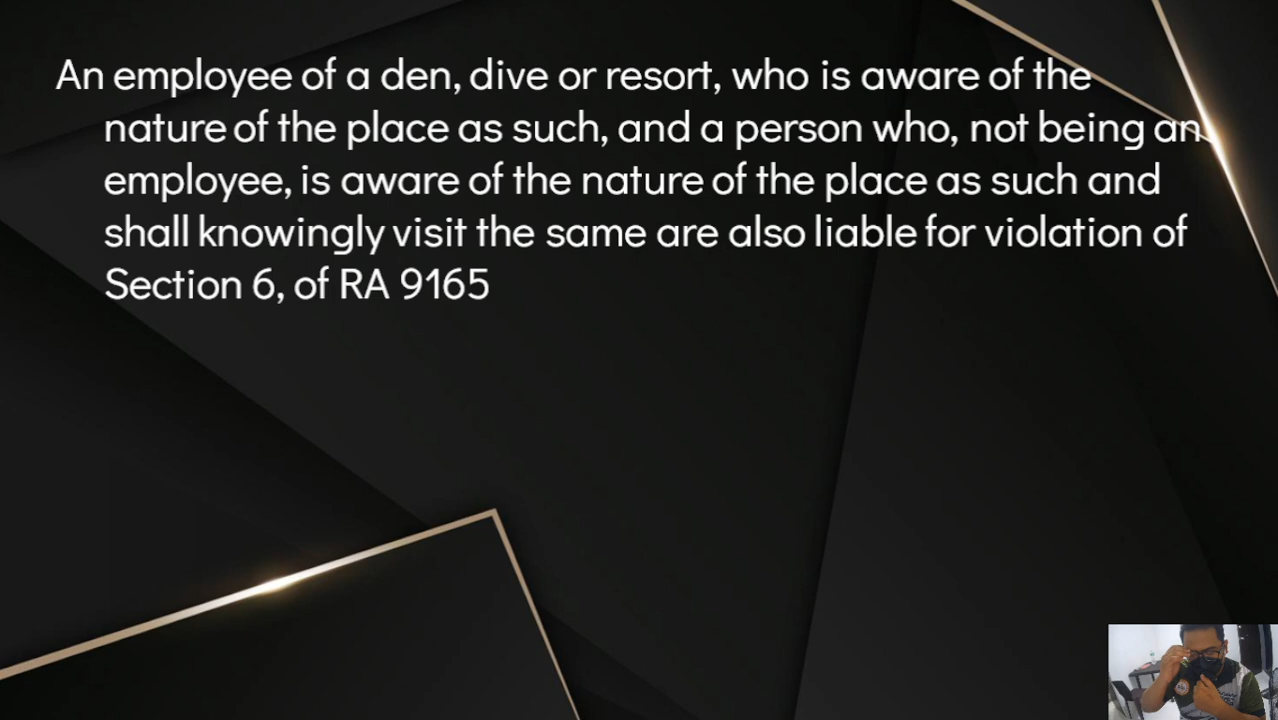 An employee of a den, dive or resort, who is aware of the
nature of the place as such, and a person who, not being an
employee, is aware of the nature of the place as such and
shall knowingly visit the same are also liable for violation of
Section 6, of RA 9165